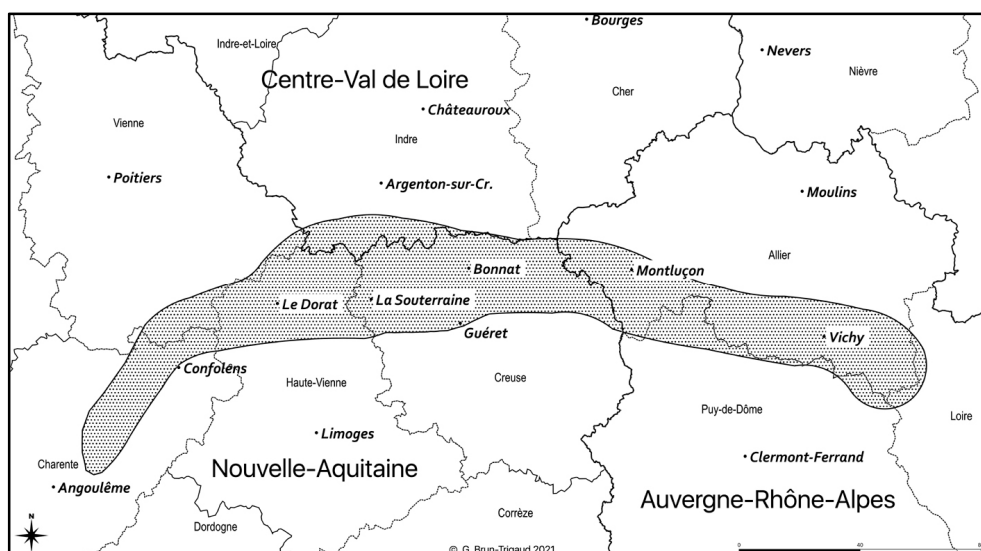 Bourges
Indre-et-Loire
Nevers
Centre-Val de Loire
Nièvre
Cher
Châteauroux
Vienne
Indre
Poitiers
Argenton-sur-Cr.
Moulins
Allier
Bonnat
Montluçon
Le Dorat
La Souterraine
Guéret
Vichy
Confolens
Haute-Vienne
Creuse
Puy-de-Dôme
Loire
Limoges
Charente
Nouvelle-Aquitaine
Clermont-Ferrand
Angoulême
Auvergne-Rhône-Alpes
N
Corrèze
Dordogne
© G. Brun-Trigaud 2021
0 40